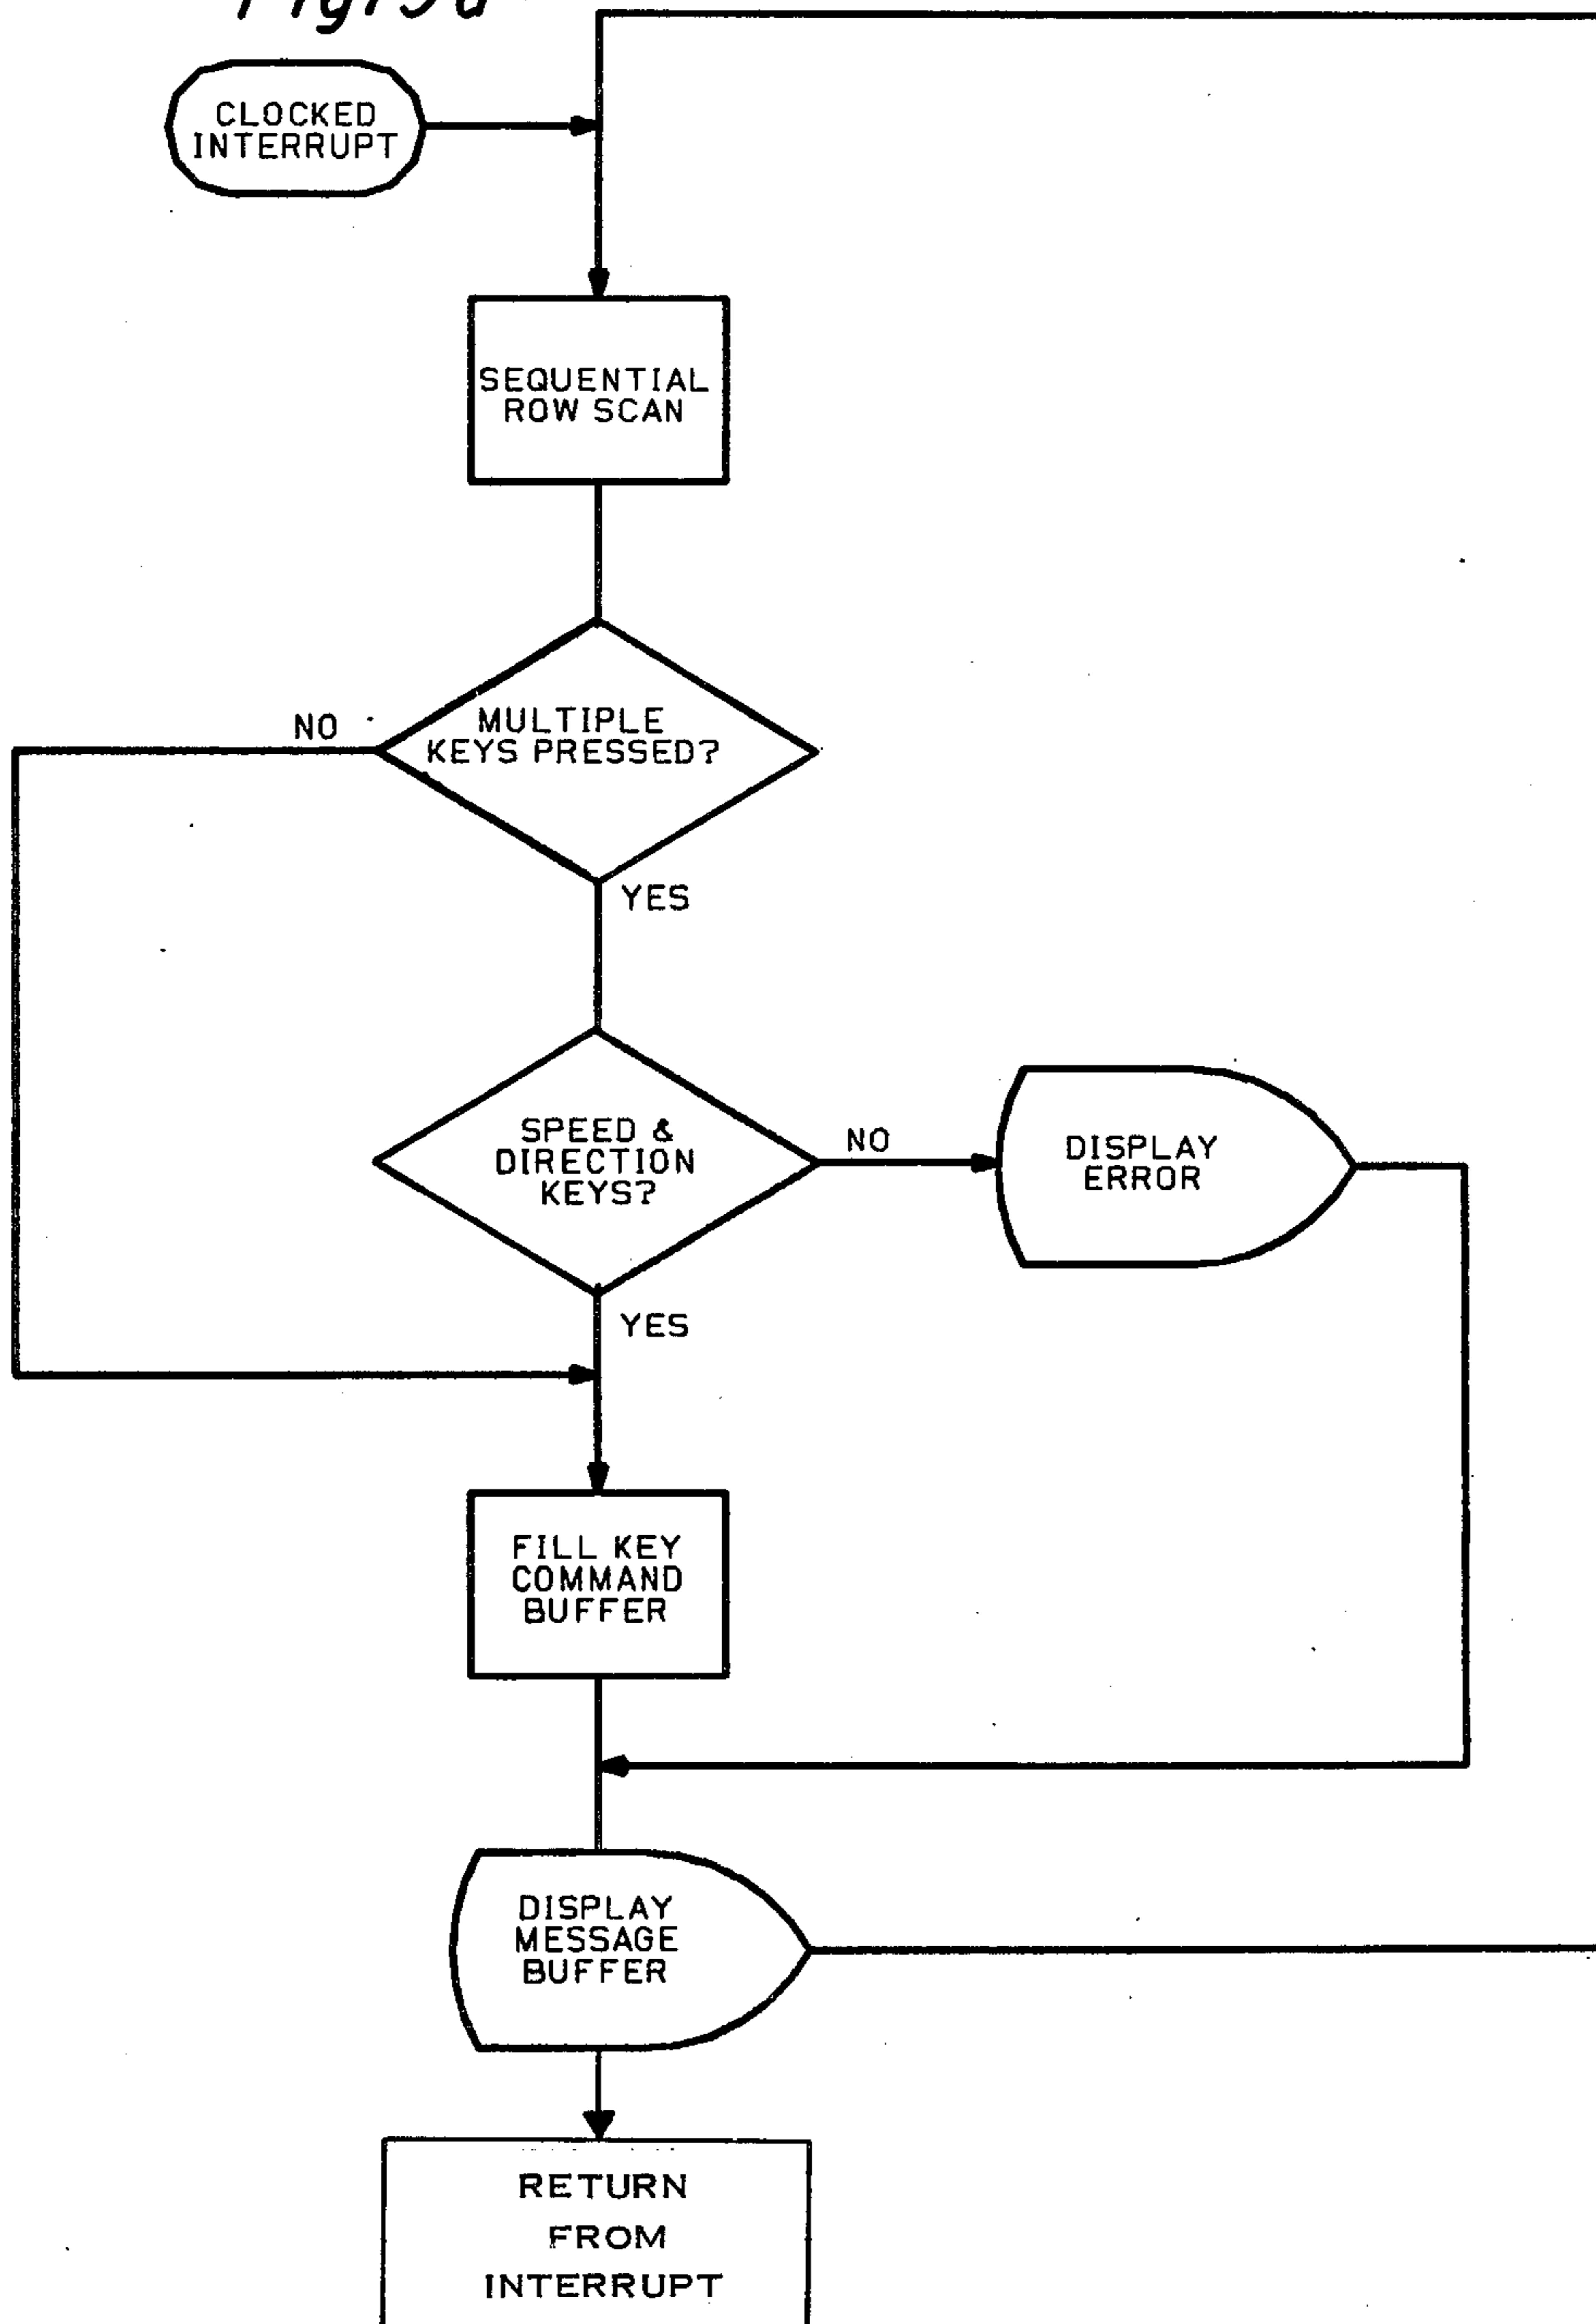 CLOCKED
INTERRUPT
SEQUENTIAL
ROW SCAN
NO
MULTIPLE
KEYS PRESSED?
YES
SPEED &
DIRECTION
KEYS?
NO
DISPLAY
ERROR
YES
FILL KEY
COMMAND
BUFFER
DISPLAY
MESSAGE
BUFFER
RETURN
FROM
INTERRUPT